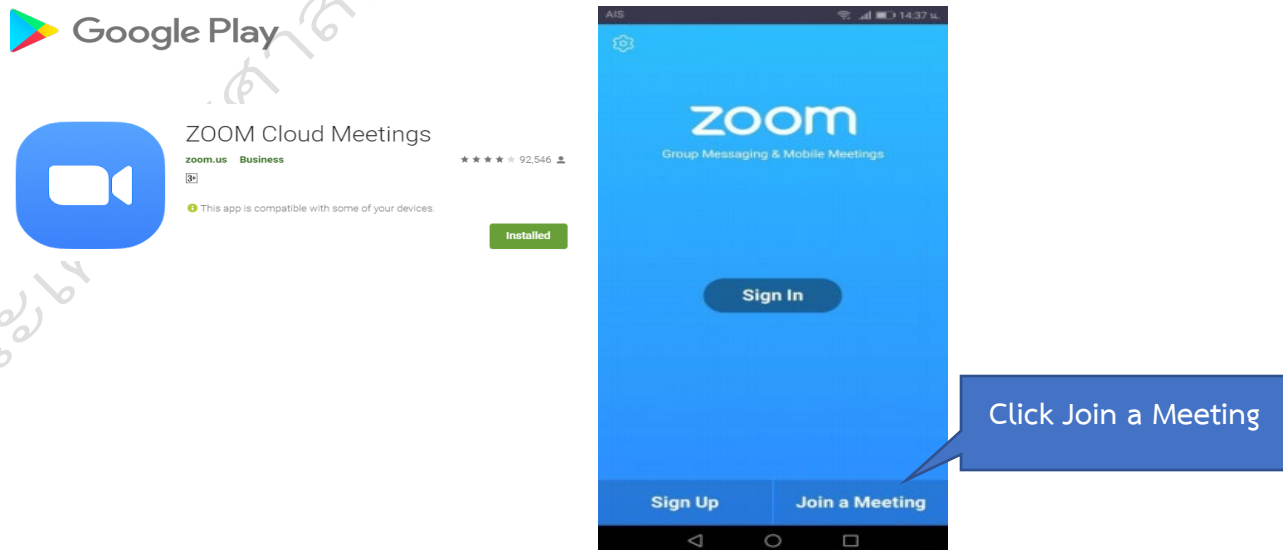 Google Play
ZOOM Cloud Meetings
zoom.us Business
92,546
3+
This app is compatible with some of your devices.
Installed
AIS
14:37 น.
zoom
Group Messaging & Mobile Meetings
Sign In
Click Join a Meeting
Sign Up
Join a Meeting